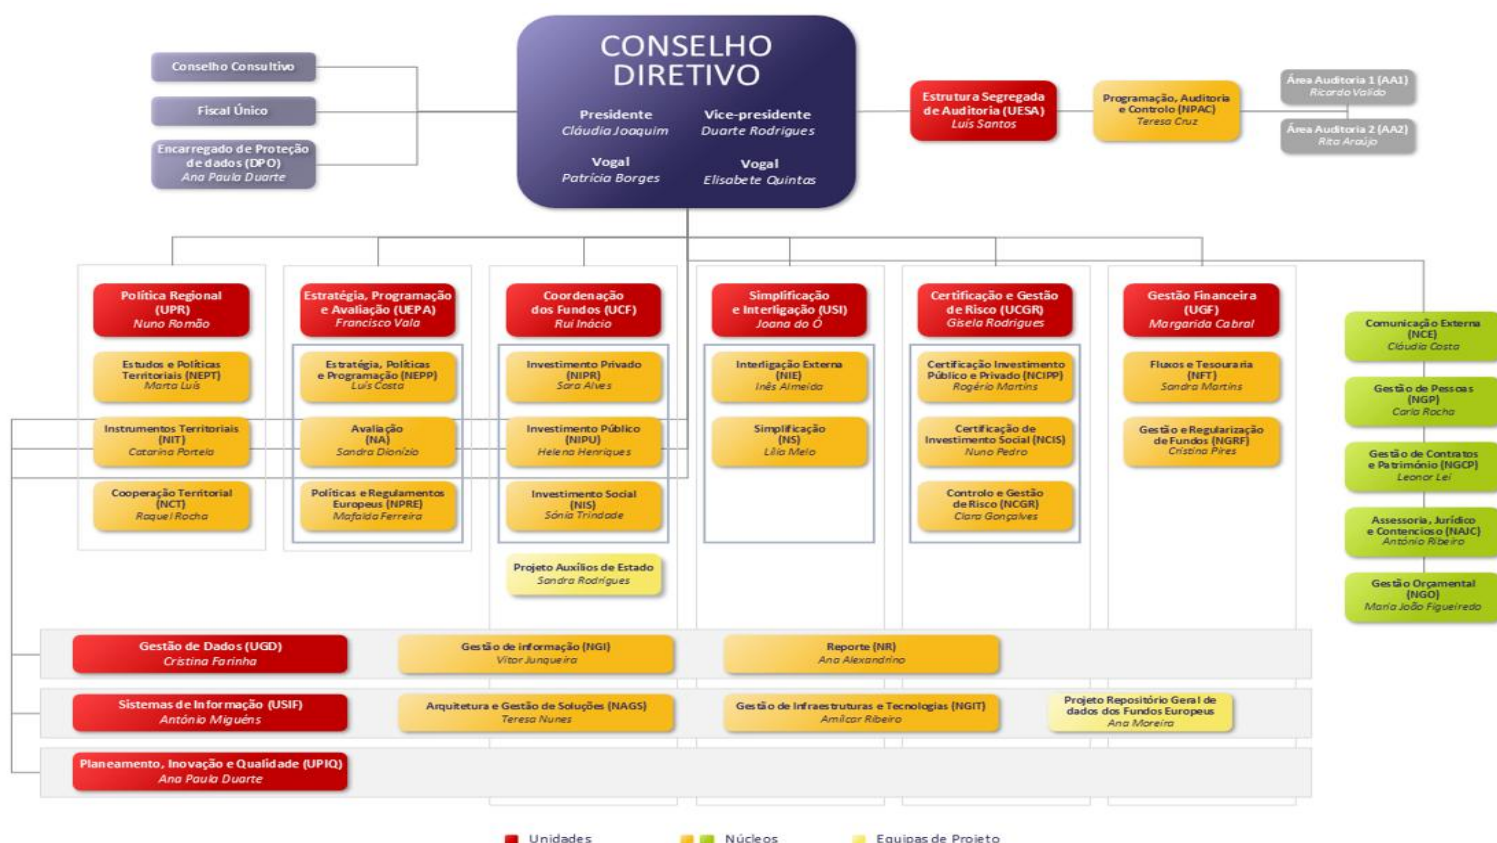 CONSELHO
DIRETIVO
Presidente
Cláudia Joaquim
Vice-presidente
Duarte Rodrigues
Vogal
Patrícia Borges
Vogal
Elisabete Quintas
Conselho Consultivo
Fiscal Único
Encarregado de Proteção
de dados (DPO)
Ana Paula Duarte
Estrutura Segregada
de Auditoria (UESA)
Luís Santos
Programação, Auditoria
e Controlo (NPAC)
Teresa Cruz
Área Auditoria 1 (AA1)
Ricardo Valido
Área Auditoria 2 (AA2)
Rita Araújo
Política Regional
(UPR)
Nuno Romão
Estudos e Políticas
Territoriais (NEPT)
Marta Luís
Instrumentos Territoriais
(NIT)
Catarina Portela
Cooperação Territorial
(NCT)
Raquel Rocha
Estratégia, Programação
e Avaliação (UEPA)
Francisco Vala
Estratégia, Políticas
e Programação (NEPP)
Luís Costa
Avaliação
(NA)
Sandra Dionízio
Políticas e Regulamentos
Europeus (NPRE)
Mafalda Ferreira
Coordenação
dos Fundos (UCF)
Rui Inácio
Investimento Privado
(NIPR)
Sara Alves
Investimento Público
(NIPU)
Helena Henriques
Investimento Social
(NIS)
Sónia Trindade
Projeto Auxílios de Estado
Sandra Rodrigues
Simplificação
e Interligação (USI)
Joana do Ó
Interligação Externa
(NIE)
Inês Almeida
Simplificação
(NS)
Lília Melo
Certificação e Gestão
de Risco (UCGR)
Gisela Rodrigues
Certificação Investimento
Público e Privado (NCIPP)
Rogério Martins
Certificação de
Investimento Social (NCIS)
Nuno Pedro
Controlo e Gestão
de Risco (NCGR)
Clara Gonçalves
Gestão Financeira
(UGF)
Margarida Cabral
Fluxos e Tesouraria
(NFT)
Sandra Martins
Gestão e Regularização
de Fundos (NGRF)
Cristina Pires
Comunicação Externa
(NCE)
Cláudia Costa
Gestão de Pessoas
(NGP)
Carla Rocha
Gestão de Contratos
e Património (NGCP)
Leonor Lei
Assessoria, Jurídico
e Contencioso (NAJC)
António Ribeiro
Gestão Orçamental
(NGO)
Maria João Figueiredo
Gestão de Dados (UGD)
Cristina Farinha
Gestão de informação (NGI)
Vitor Junqueira
Reporte (NR)
Ana Alexandrino
Sistemas de Informação (USIF)
António Miguéns
Arquitetura e Gestão de Soluções (NAGS)
Teresa Nunes
Gestão de Infraestruturas e Tecnologias (NGIT)
Amílcar Ribeiro
Projeto Repositório Geral de
dados dos Fundos Europeus
Ana Moreira
Planeamento, Inovação e Qualidade (UPIQ)
Ana Paula Duarte
Unidades
Núcleos
Equipas de Projeto